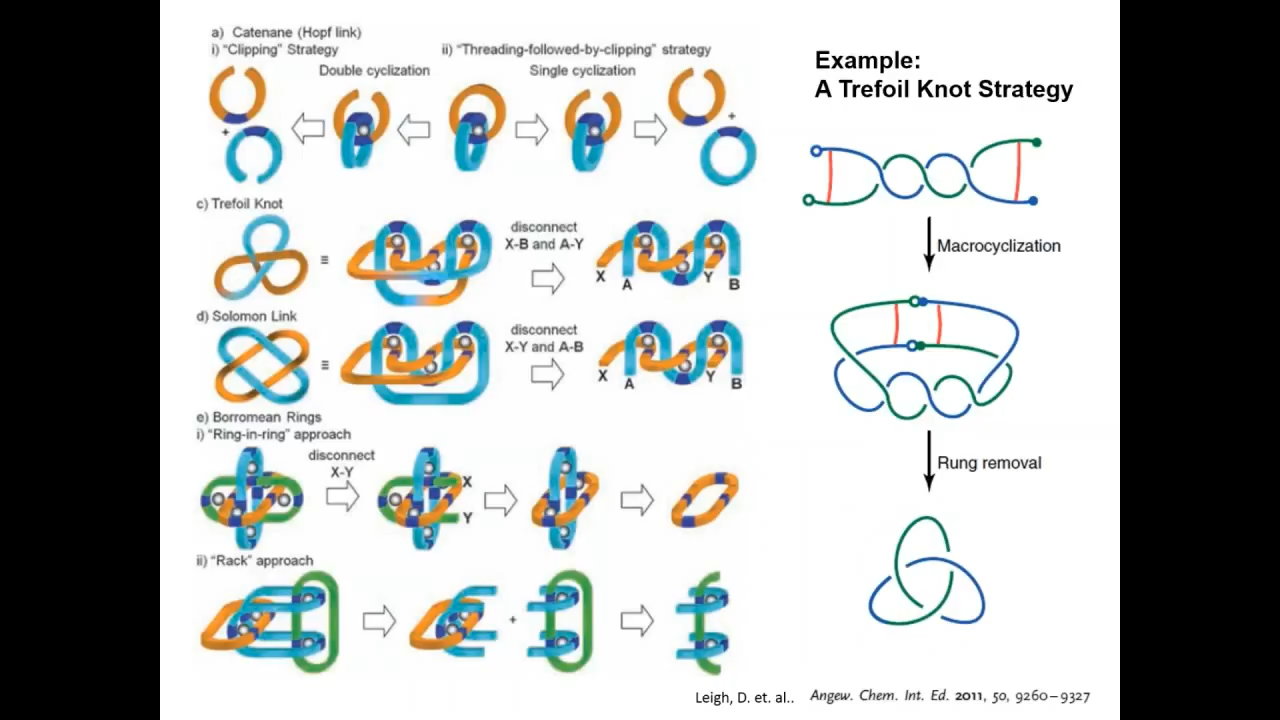 a) Catenane (Hopf link)
i) "Clipping" Strategy
ii) "Threading-followed-by-clipping" strategy
Double cyclization
Single cyclization
+
+
c) Trefoil Knot
≡
disconnect
X-B and A-Y
X
A
Y
B
d) Solomon Link
≡
disconnect
X-Y and A-B
X
A
Y
B
e) Borromean Rings
i) "Ring-in-ring" approach
disconnect
X-Y
X
Y
ii) "Rack" approach
+
Example:
A Trefoil Knot Strategy
Macrocyclization
Rung removal
Leigh, D. et. al.. Angew. Chem. Int. Ed. 2011, 50, 9260–9327